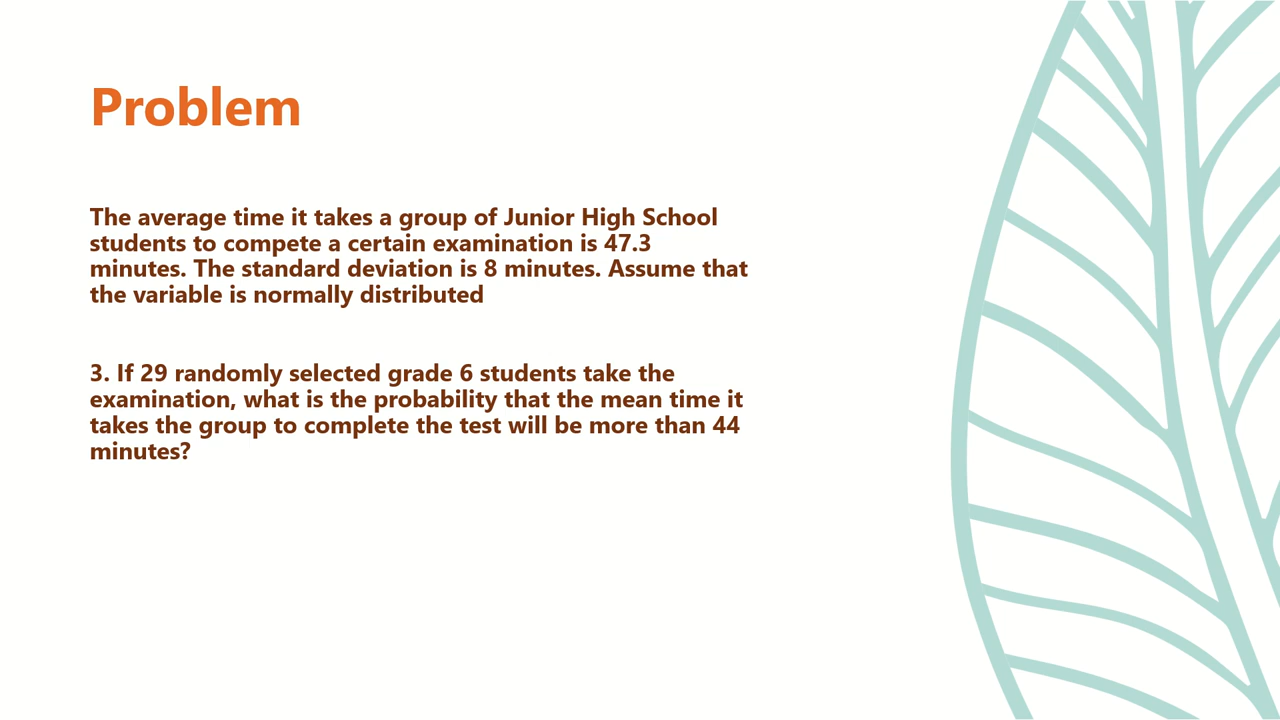 Problem
The average time it takes a group of Junior High School
students to compete a certain examination is 47.3
minutes. The standard deviation is 8 minutes. Assume that
the variable is normally distributed
3. If 29 randomly selected grade 6 students take the
examination, what is the probability that the mean time it
takes the group to complete the test will be more than 44
minutes?